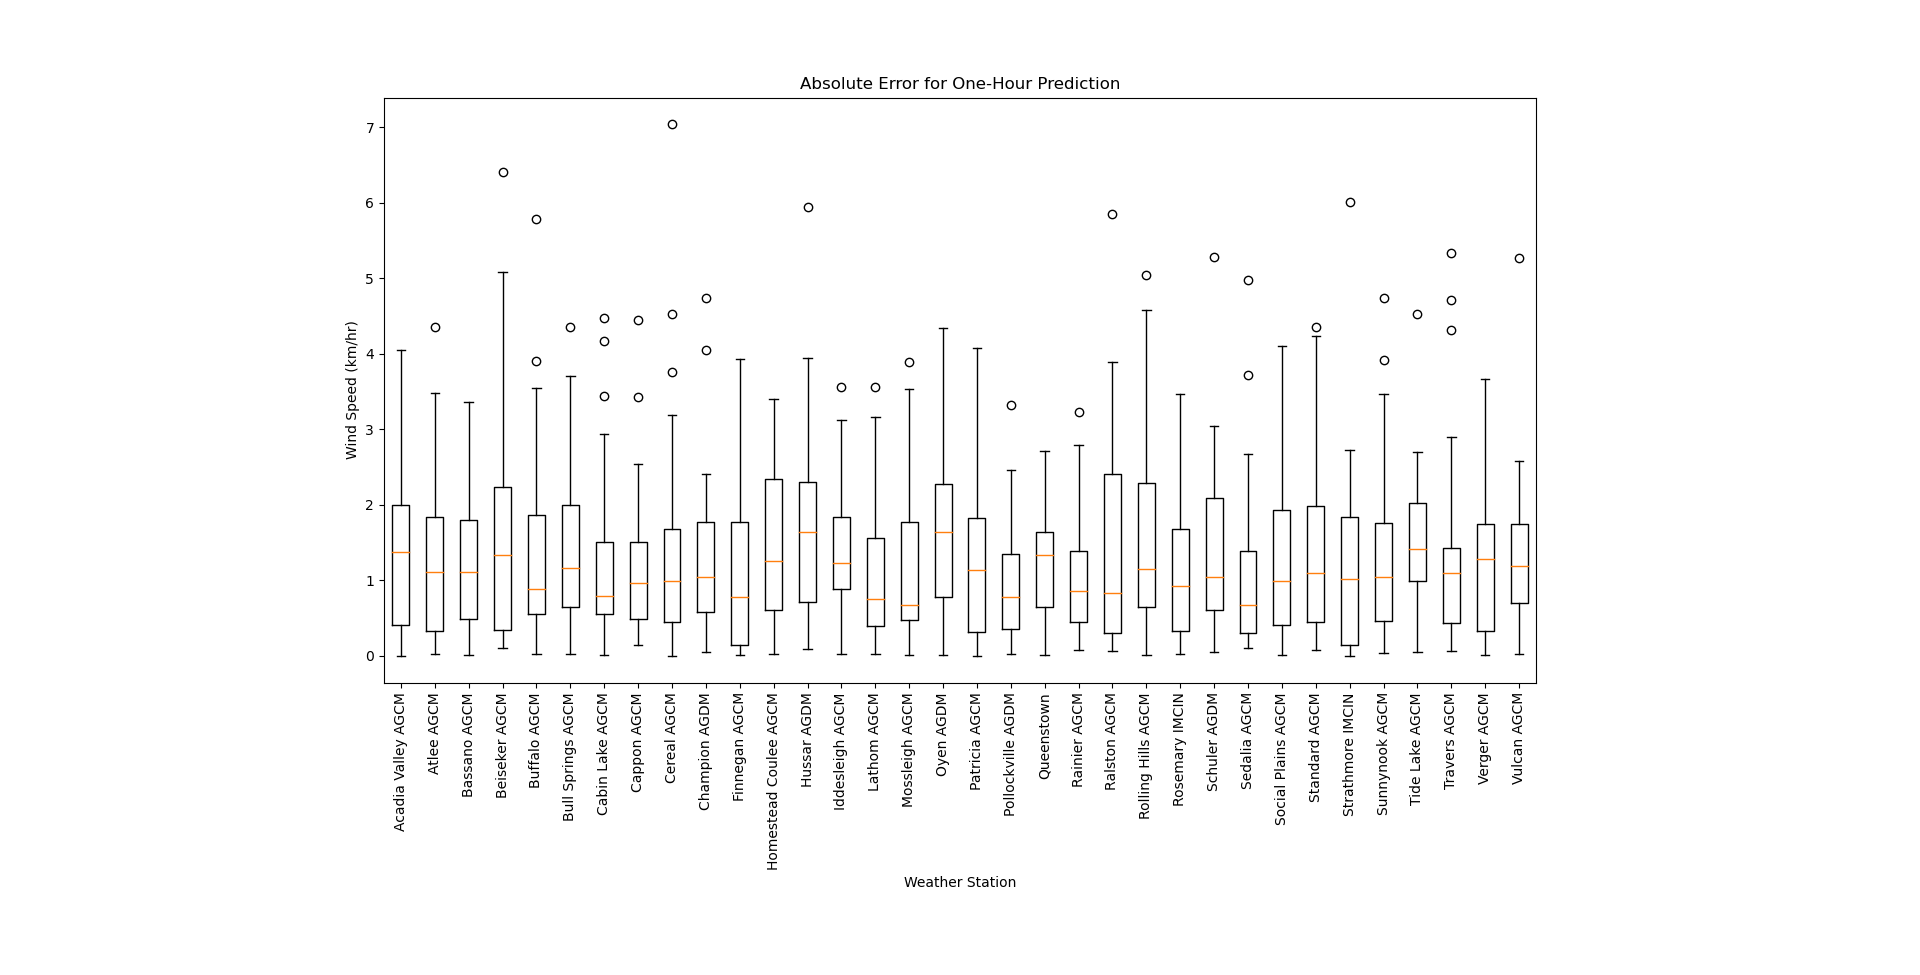 Absolute Error for One-Hour Prediction
7
6
5
4
3
2
1
0
Wind Speed (km/hr)
Acadia Valley AGCM
Atlee AGCM
Bassano AGCM
Beiseker AGCM
Buffalo AGCM
Bull Springs AGCM
Cabin Lake AGCM
Cappon AGCM
Cereal AGCM
Champion AGDM
Finnegan AGCM
Homestead Coulee AGCM
Hussar AGDM
Iddesleigh AGCM
Lathom AGCM
Mossleigh AGCM
Oyen AGDM
Patricia AGCM
Pollockville AGDM
Queenstown
Rainier AGCM
Ralston AGCM
Rolling Hills AGCM
Rosemary IMCIN
Schuler AGDM
Sedalia AGCM
Social Plains AGCM
Standard AGCM
Strathmore IMCIN
Sunnynook AGCM
Tide Lake AGCM
Travers AGCM
Verger AGCM
Vulcan AGCM
Weather Station